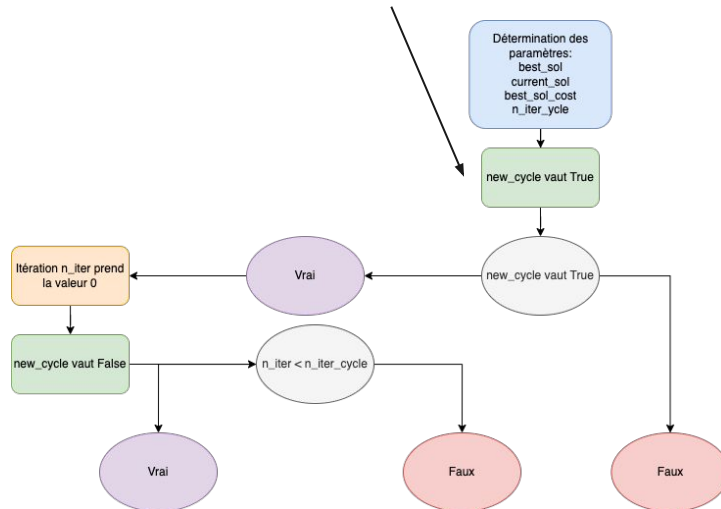 Détermination des
paramètres:
best_sol
current_sol
best_sol_cost
n_iter_ycle
new_cycle vaut True
new_cycle vaut True
Vrai
Itération n_iter prend
la valeur 0
new_cycle vaut False
n_iter < n_iter_cycle
Vrai
Faux
Faux